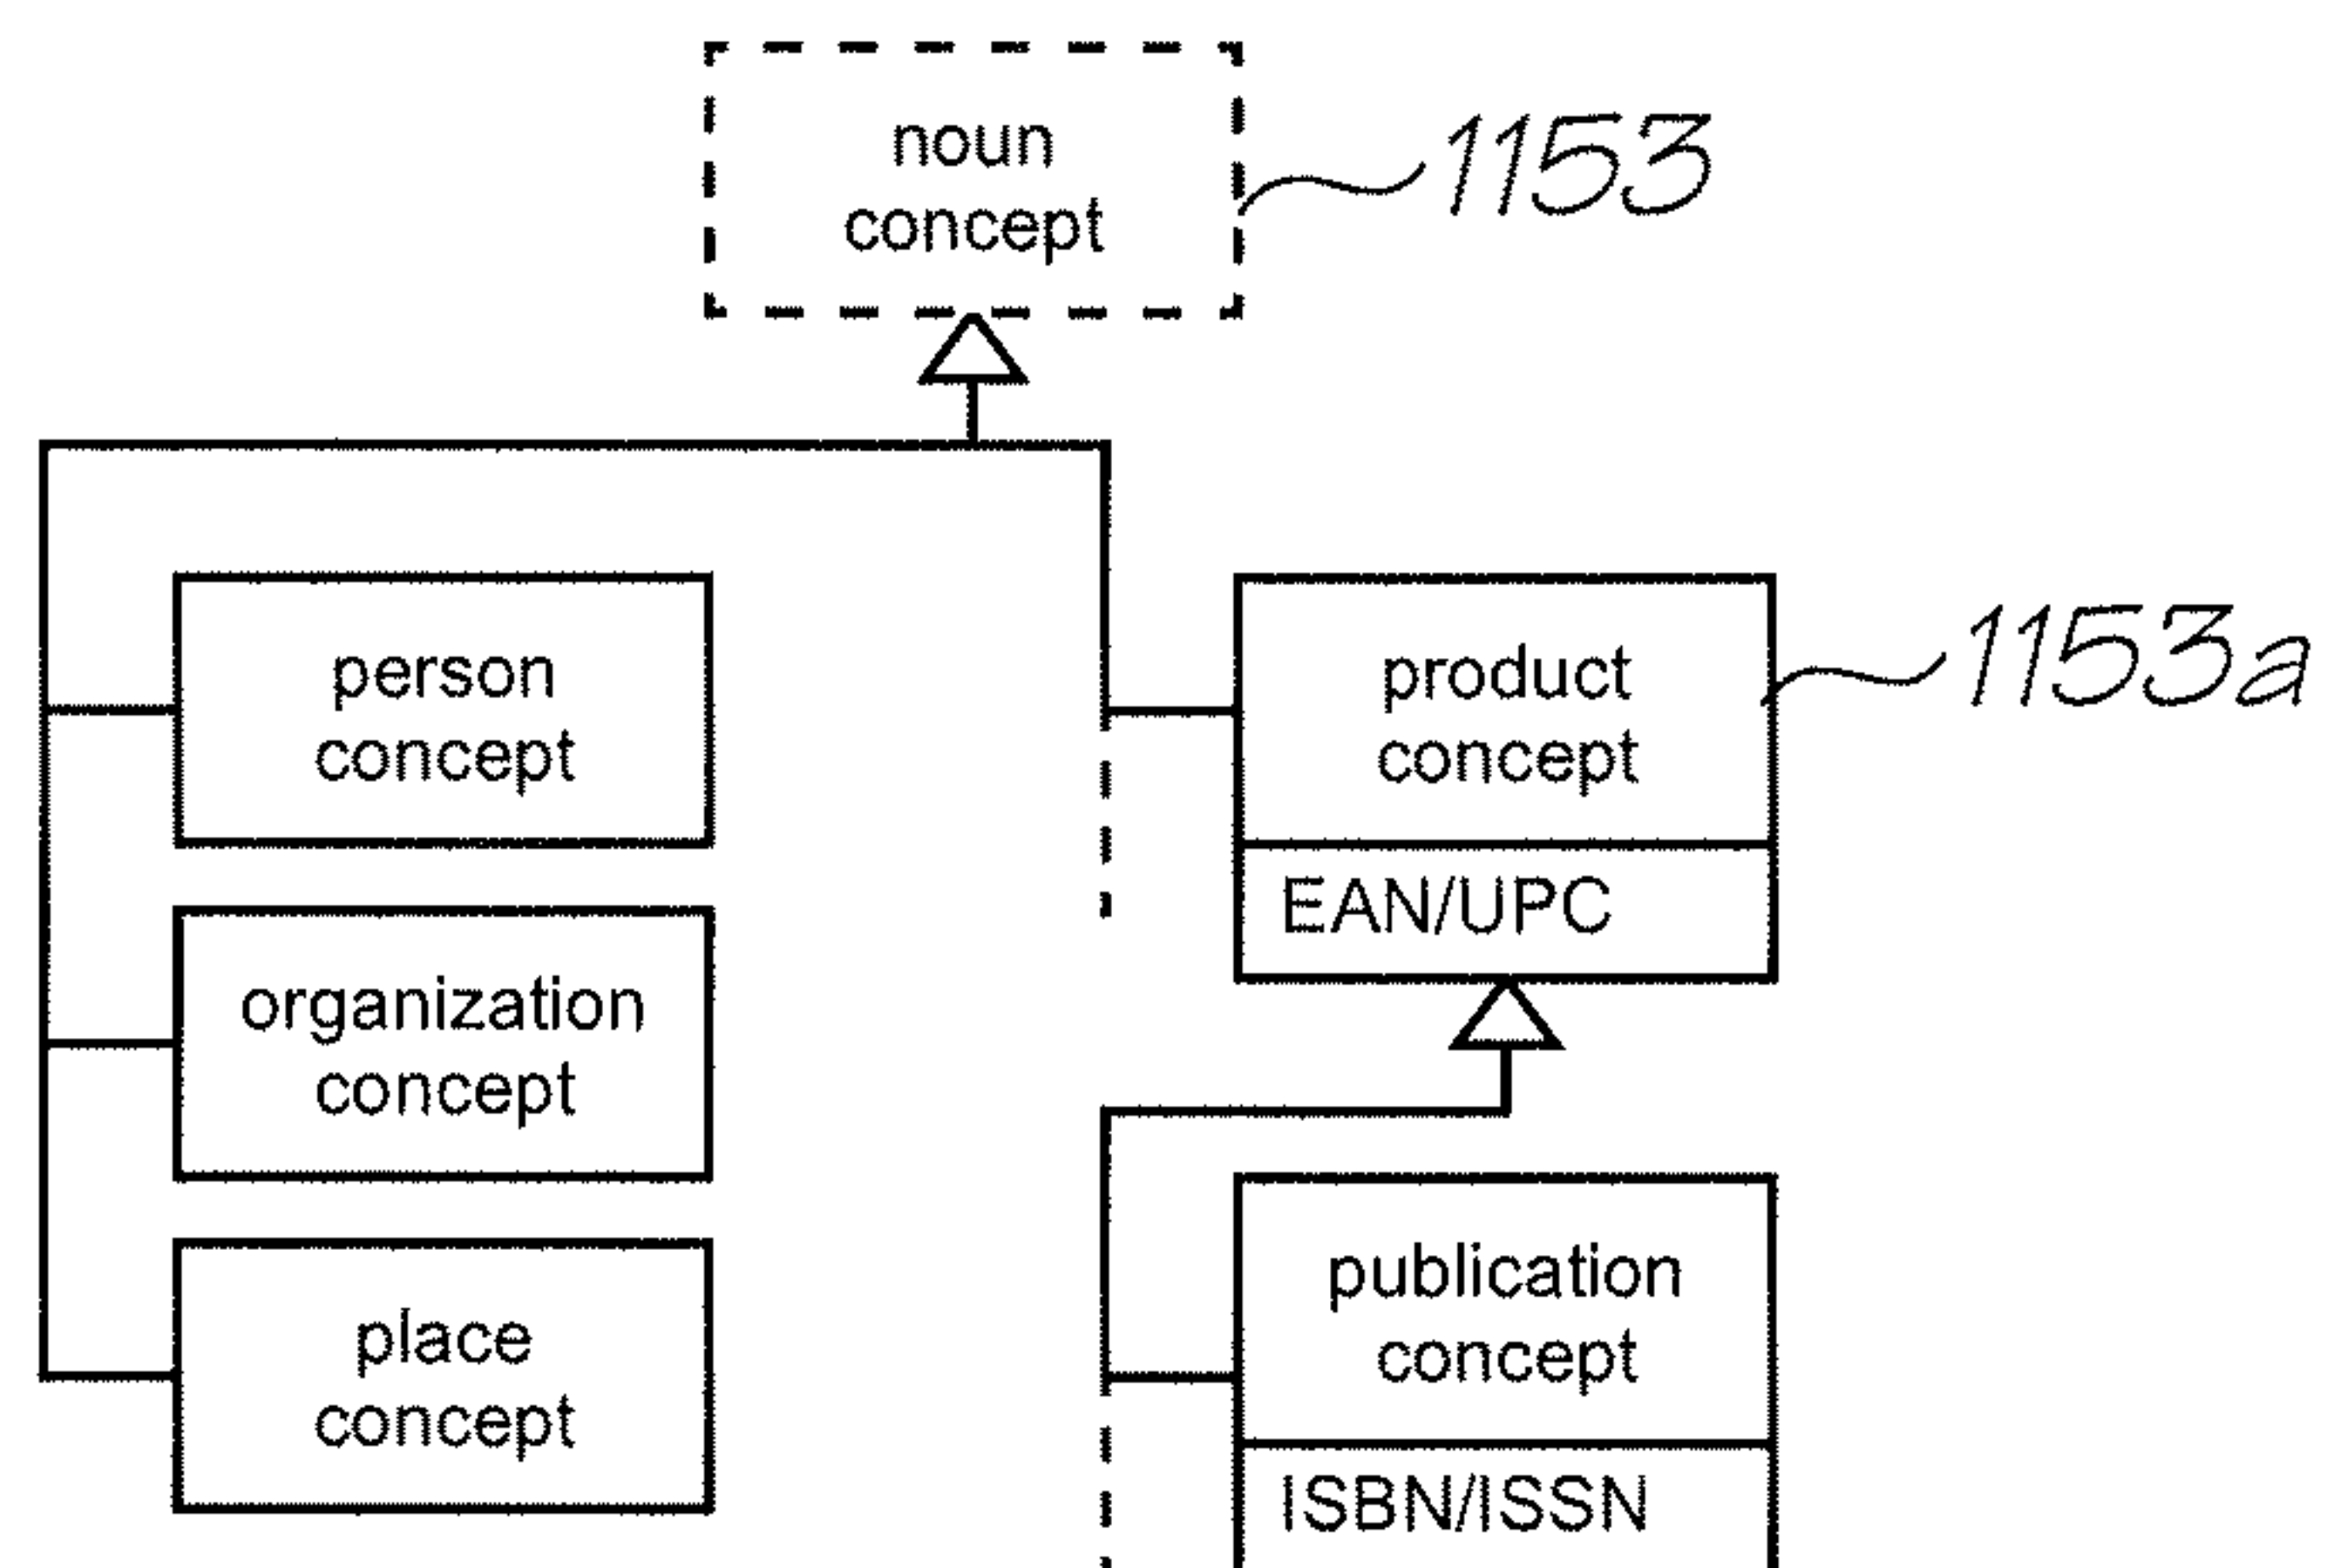 noun
concept
1153
person
concept
product
concept
1153a
EAN/UPC
organization
concept
publication
concept
place
concept
ISBN/ISSN